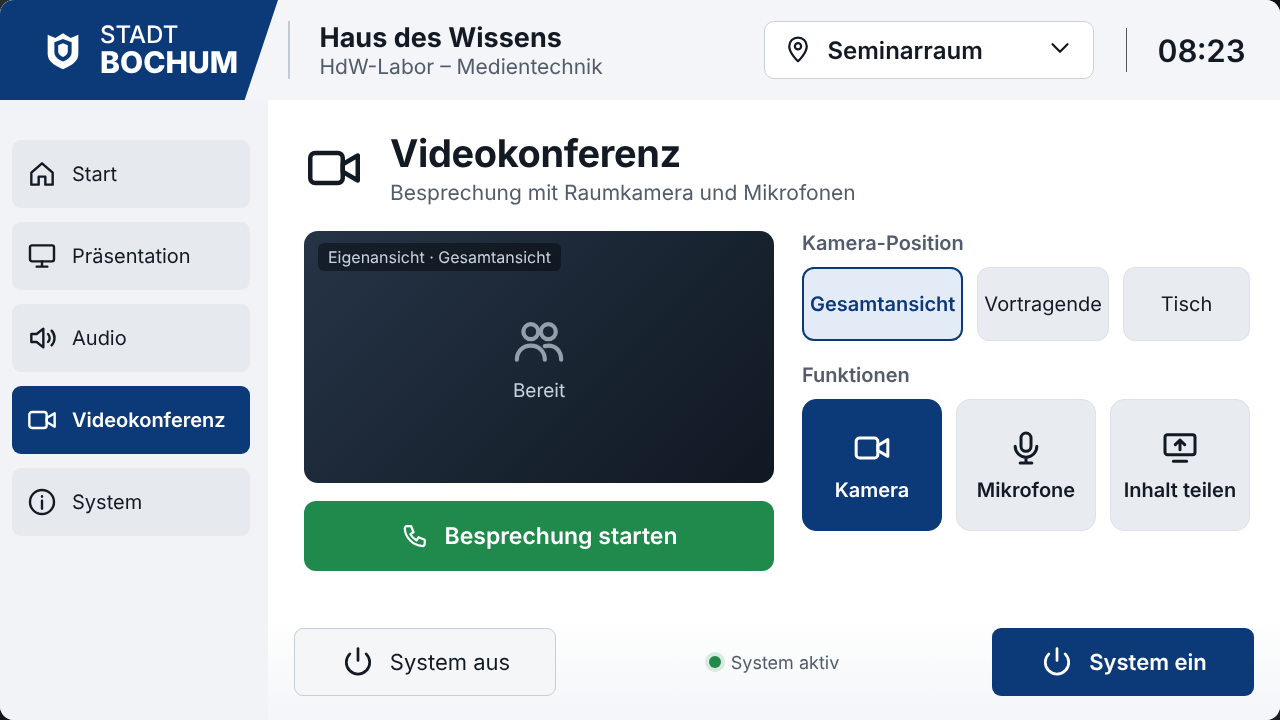 STADT
BOCHUM
Haus des Wissens
HdW-Labor – Medientechnik
Seminarraum
08:23
Start
Präsentation
Audio
Videokonferenz
System
Videokonferenz
Besprechung mit Raumkamera und Mikrofonen
Eigenansicht · Gesamtansicht
Bereit
Besprechung starten
Kamera-Position
Gesamtansicht
Vortragende
Tisch
Funktionen
Kamera
Mikrofone
Inhalt teilen
System aus
System aktiv
System ein